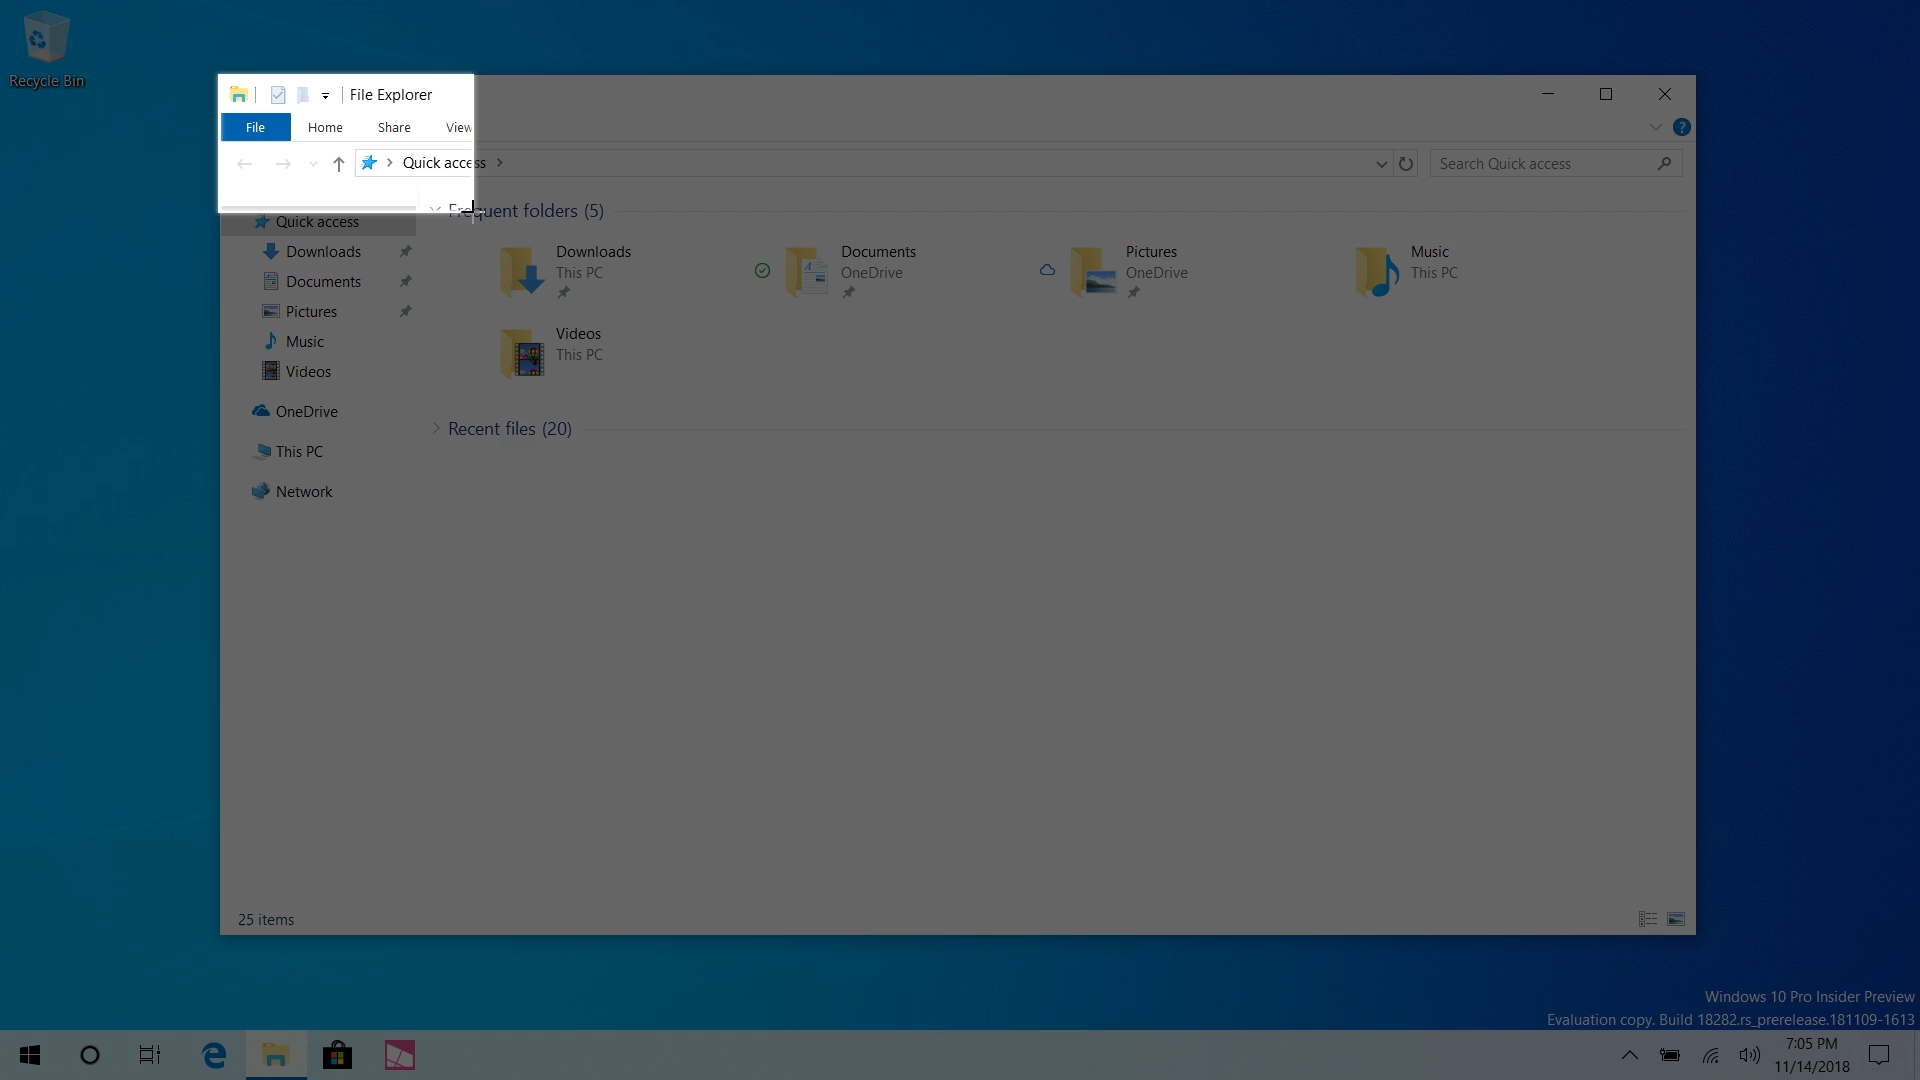 Recycle Bin
File Explorer
File Home Share View
Quick access
Search Quick access
Quick access
Downloads
Documents
Pictures
Music
Videos
OneDrive
This PC
Network
Frequent folders (5)
Downloads
This PC
Documents
OneDrive
Pictures
OneDrive
Music
This PC
Videos
This PC
Recent files (20)
25 items
Windows 10 Pro Insider Preview
Evaluation copy. Build 18282.rs_prerelease.181109-1613
7:05 PM
11/14/2018